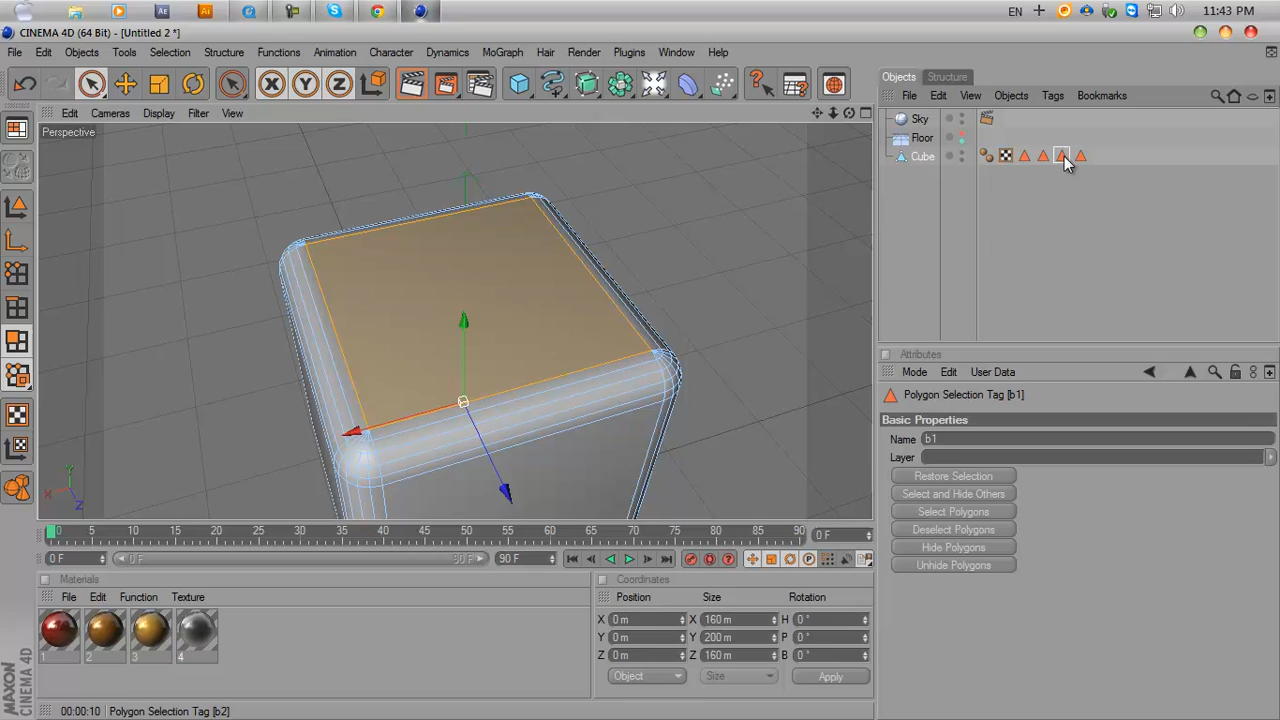 Ae
Ai
EN
11:43 PM
CINEMA 4D (64 Bit) - [Untitled 2 *]
File Edit Objects Tools Selection Structure Functions Animation Character Dynamics MoGraph Hair Render Plugins Window Help
X Y Z
Edit Cameras Display Filter View
Perspective
Objects Structure
File Edit View Objects Tags Bookmarks
Sky
Floor
Cube
Attributes
Mode Edit User Data
Polygon Selection Tag [b1]
Basic Properties
Name b1
Layer
Restore Selection
Select and Hide Others
Select Polygons
Deselect Polygons
Hide Polygons
Unhide Polygons
Y
X
Z
0 5 10 15 20 25 30 35 40 45 50 55 60 65 70 75 80 85 90 0 F
0 F 0 F 90 F 90 F
Materials
File Edit Function Texture
1 2 3 4
Coordinates
Position Size Rotation
X 0 m X 160 m H 0 °
Y 0 m Y 200 m P 0 °
Z 0 m Z 160 m B 0 °
Object Size Apply
MAXON
CINEMA 4D
00:00:10 Polygon Selection Tag [b2]